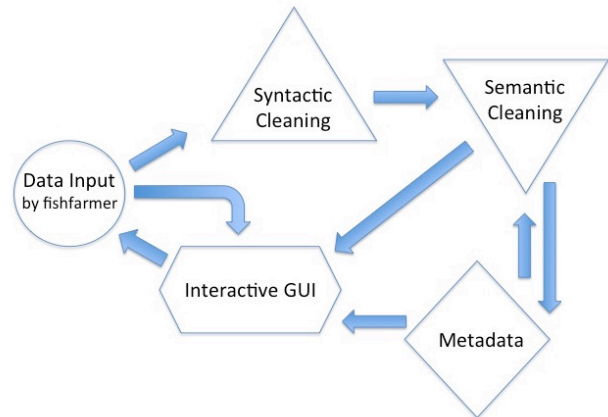 Syntactic
Cleaning
Semantic
Cleaning
Data Input
by fishfarmer
Interactive GUI
Metadata